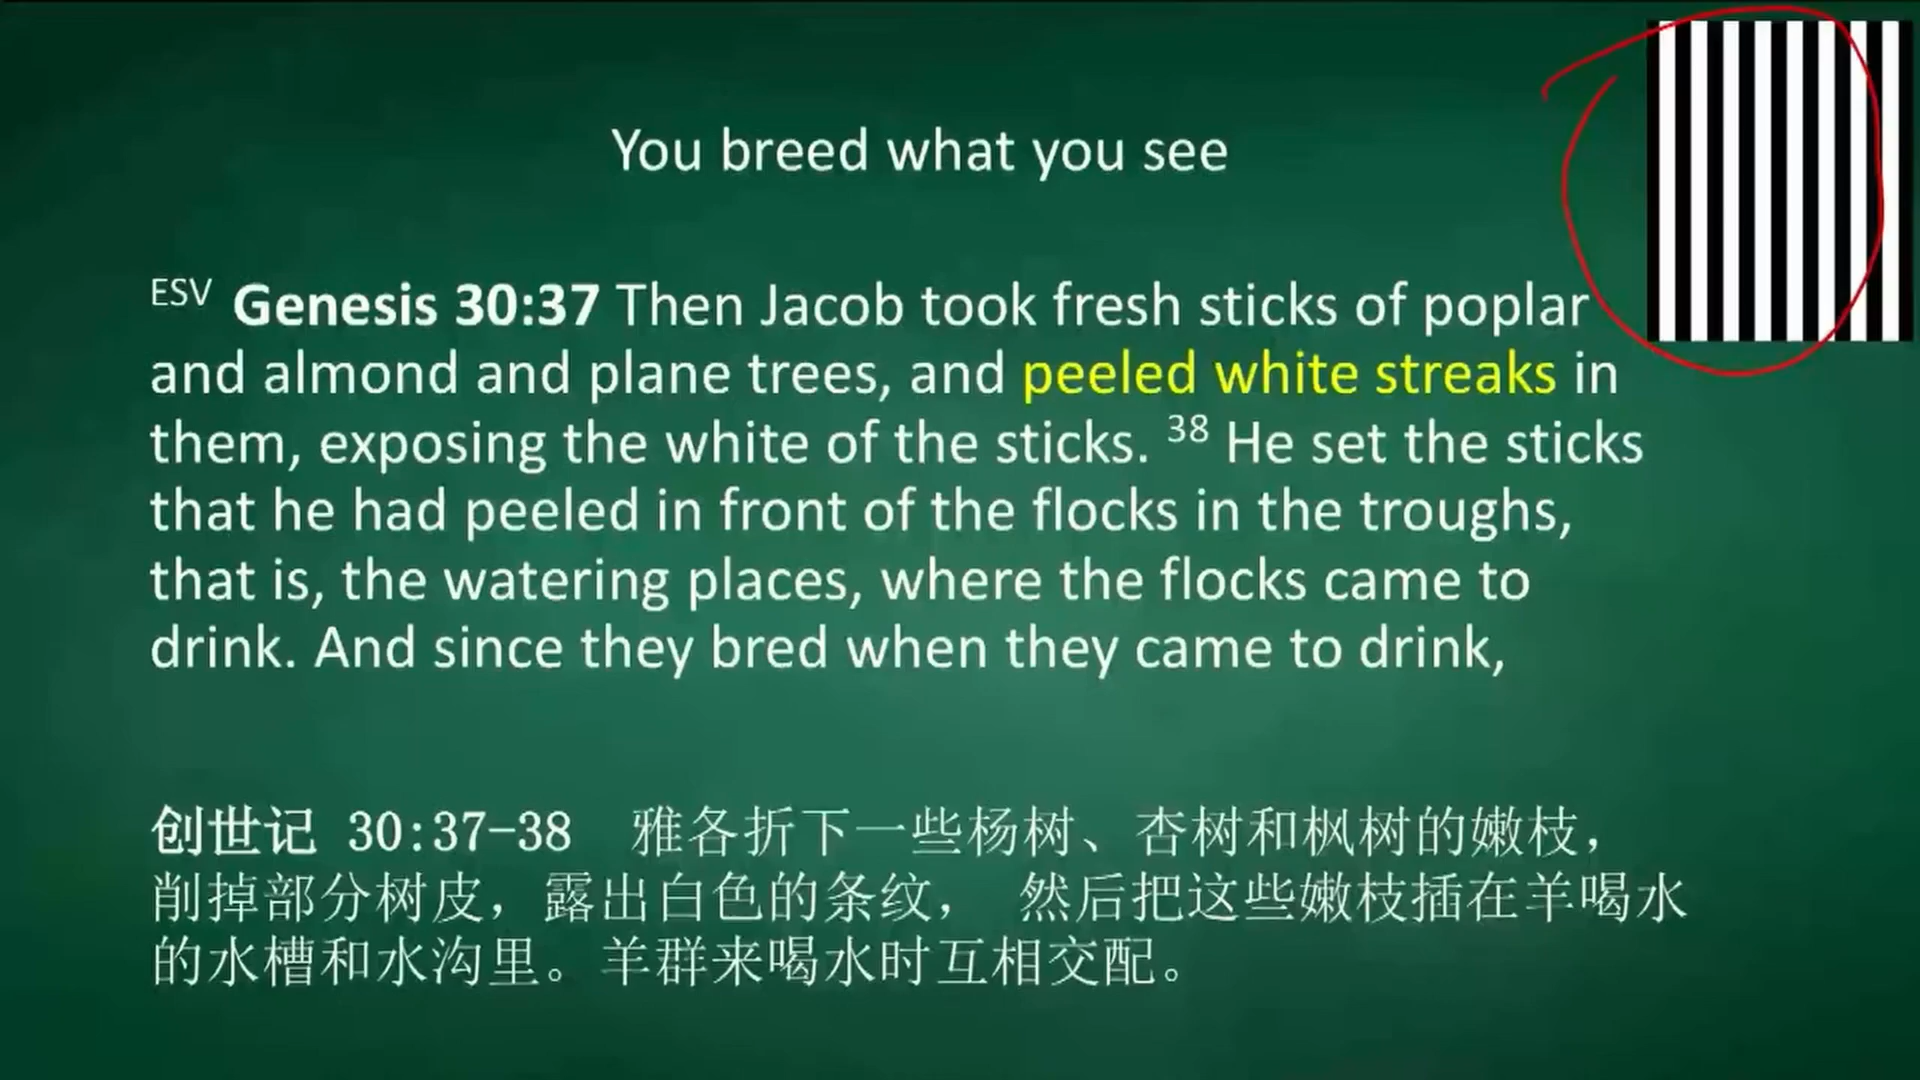 You breed what you see
ESV Genesis 30:37 Then Jacob took fresh sticks of poplar
and almond and plane trees, and peeled white streaks in
them, exposing the white of the sticks. 38 He set the sticks
that he had peeled in front of the flocks in the troughs,
that is, the watering places, where the flocks came to
drink. And since they bred when they came to drink,
创世记 30:37-38 雅各折下一些杨树、杏树和枫树的嫩枝，
削掉部分树皮，露出白色的条纹， 然后把这些嫩枝插在羊喝水
的水槽和水沟里。羊群来喝水时互相交配。